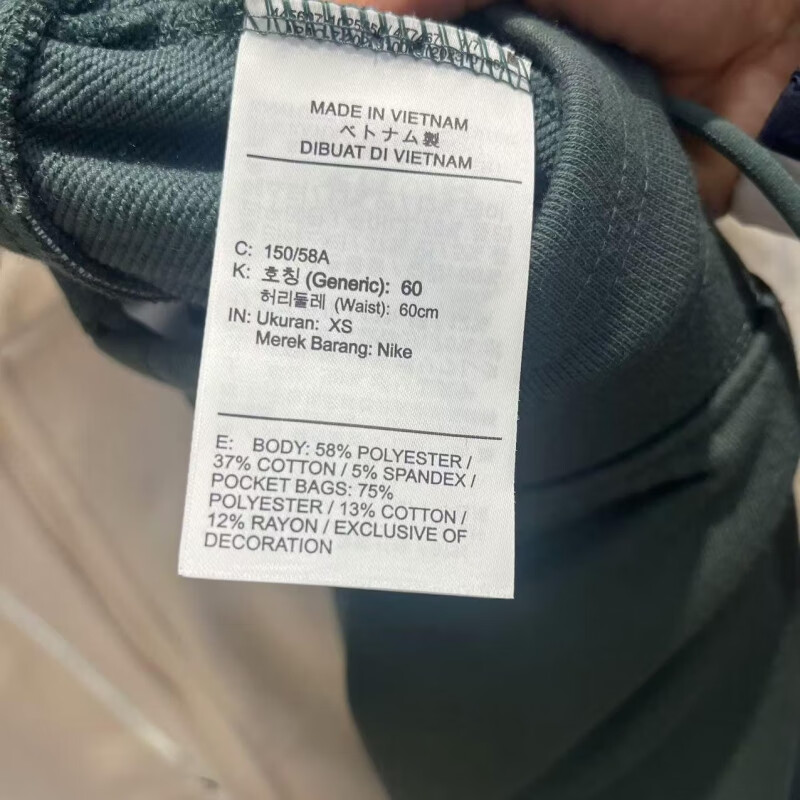 MADE IN VIETNAM
ベトナム製
DIBUAT DI VIETNAM
C: 150/58A
K: 호칭 (Generic): 60
허리둘레 (Waist): 60cm
IN: Ukuran: XS
Merek Barang: Nike
E: BODY: 58% POLYESTER /
37% COTTON / 5% SPANDEX /
POCKET BAGS: 75%
POLYESTER / 13% COTTON /
12% RAYON / EXCLUSIVE OF
DECORATION